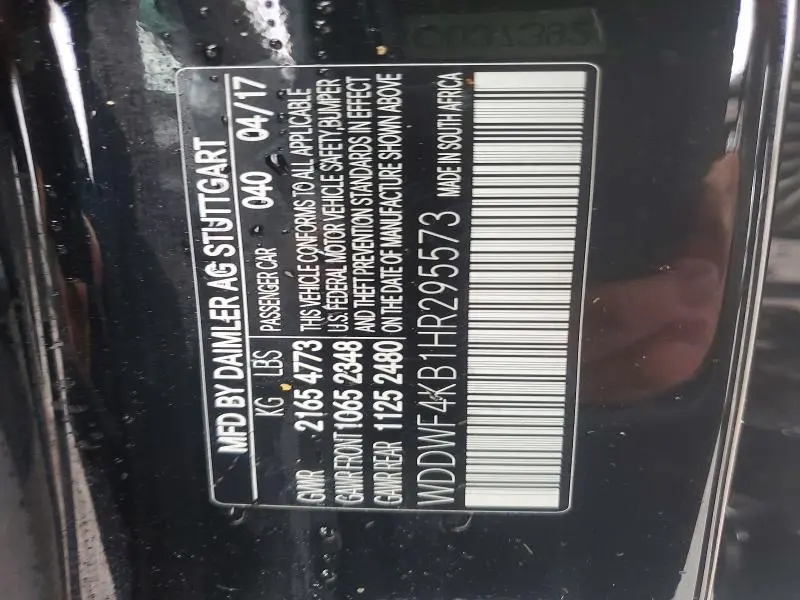 MFD BY DAIMLER AG STUTTGART 040 04/17
KG LBS PASSENGER CAR
GVWR 2165 4773 THIS VEHICLE CONFORMS TO ALL APPLICABLE
GAWR FRONT 1065 2348 U.S. FEDERAL MOTOR VEHICLE SAFETY, BUMPER
GAWR REAR 1125 2480 AND THEFT PREVENTION STANDARDS IN EFFECT
ON THE DATE OF MANUFACTURE SHOWN ABOVE
WDDWF4KB1HR295573 MADE IN SOUTH AFRICA